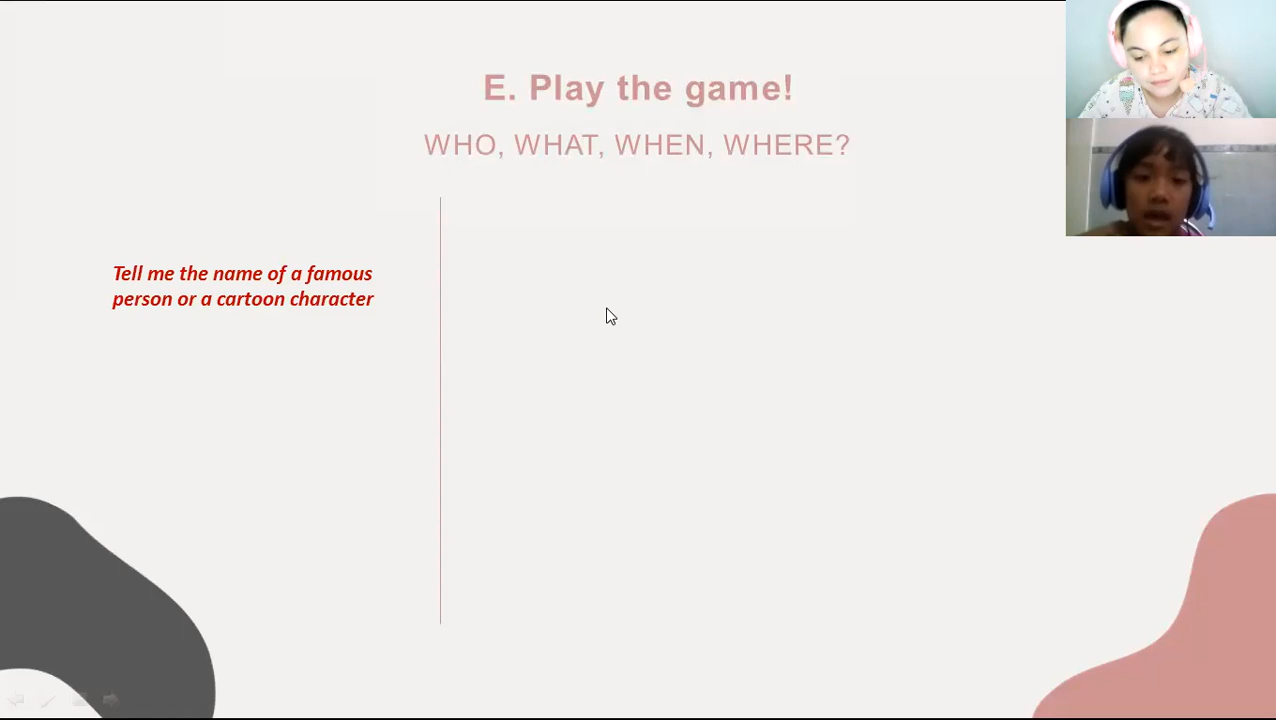 E. Play the game!
WHO, WHAT, WHEN, WHERE?
Tell me the name of a famous
person or a cartoon character